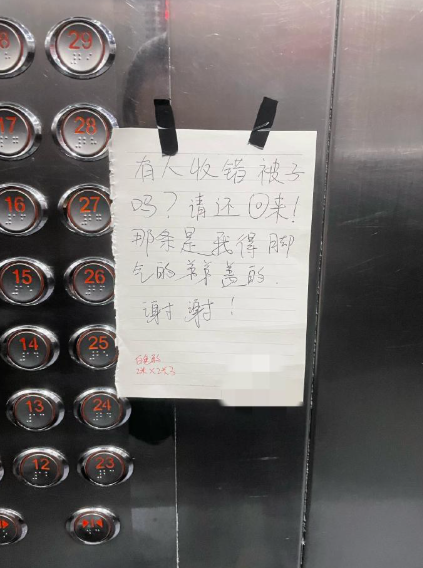 29
17 28
16 27
15 26
14 25
13 24
12 23
有人收错被子
吗？请还回来！
那条是我得脚
气的弟弟盖的.
谢谢！